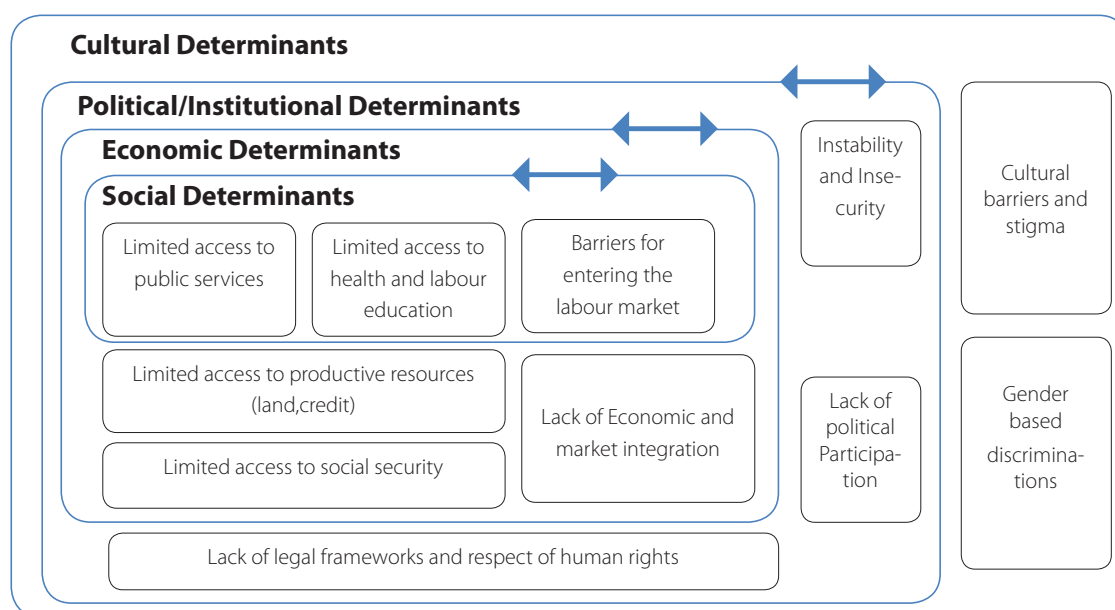 Cultural Determinants
Political/Institutional Determinants
Economic Determinants
Social Determinants
Limited access to
public services
Limited access to
health and labour
education
Barriers for
entering the
labour market
Limited access to productive resources
(land,credit)
Limited access to social security
Lack of Economic and
market integration
Lack of legal frameworks and respect of human rights
Instability
and Inse-
curity
Lack of
political
Participa-
tion
Cultural
barriers and
stigma
Gender
based
discrimina-
tions